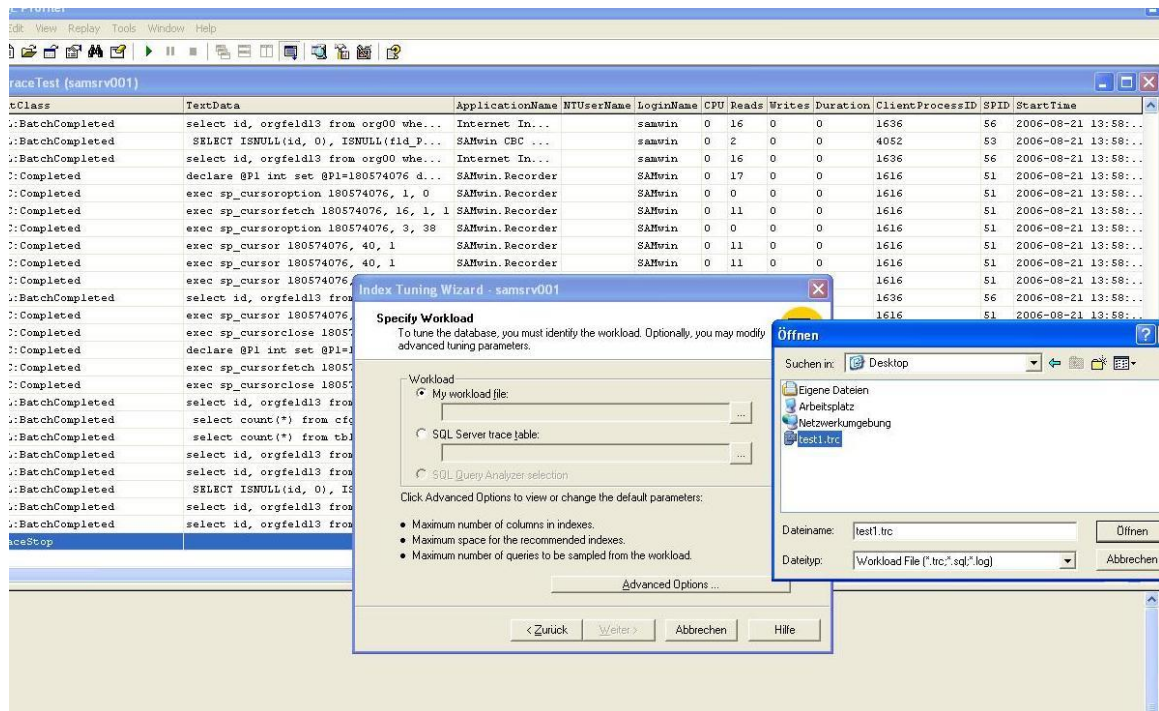 Edit View Replay Tools Window Help
TraceTest (samsrv001)
tClass TextData ApplicationName NTUserName LoginName CPU Reads Writes Duration ClientProcessID SPID StartTime
L:BatchCompleted select id, orgfeld13 from org00 whe... Internet In... samwin 0 16 0 0 1636 56 2006-08-21 13:58:..
L:BatchCompleted SELECT ISNULL(id, 0), ISNULL(fld_P... SAMwin CBC ... samwin 0 2 0 0 4052 53 2006-08-21 13:58:..
L:BatchCompleted select id, orgfeld13 from org00 whe... Internet In... samwin 0 16 0 0 1636 56 2006-08-21 13:58:..
C:Completed declare @P1 int set @P1=180574076 d... SAMwin.Recorder SAMwin 0 17 0 0 1616 51 2006-08-21 13:58:..
C:Completed exec sp_cursoroption 180574076, 1, 0 SAMwin.Recorder SAMwin 0 0 0 0 1616 51 2006-08-21 13:58:..
C:Completed exec sp_cursorfetch 180574076, 16, 1, 1 SAMwin.Recorder SAMwin 0 11 0 0 1616 51 2006-08-21 13:58:..
C:Completed exec sp_cursoroption 180574076, 3, 38 SAMwin.Recorder SAMwin 0 0 0 0 1616 51 2006-08-21 13:58:..
C:Completed exec sp_cursor 180574076, 40, 1 SAMwin.Recorder SAMwin 0 11 0 0 1616 51 2006-08-21 13:58:..
C:Completed exec sp_cursor 180574076, 40, 1 SAMwin.Recorder SAMwin 0 11 0 0 1616 51 2006-08-21 13:58:..
C:Completed exec sp_cursor 180574076, 1616 51 2006-08-21 13:58:..
L:BatchCompleted select id, orgfeld13 from 1636 56 2006-08-21 13:58:..
C:Completed exec sp_cursor 180574076, 1616 51 2006-08-21 13:58:..
C:Completed exec sp_cursorclose 18057
C:Completed declare @P1 int set @P1=1
C:Completed exec sp_cursorfetch 18057
C:Completed exec sp_cursorclose 18057
L:BatchCompleted select id, orgfeld13 from
L:BatchCompleted select count(*) from cfg
L:BatchCompleted select count(*) from tbl
L:BatchCompleted select id, orgfeld13 from
L:BatchCompleted select id, orgfeld13 from
L:BatchCompleted SELECT ISNULL(id, 0), IS
L:BatchCompleted select id, orgfeld13 from
L:BatchCompleted select id, orgfeld13 from
aceStop
Index Tuning Wizard - samsrv001
Specify Workload
To tune the database, you must identify the workload. Optionally, you may modify
advanced tuning parameters.
Workload
My workload file:
...
SQL Server trace table:
...
SQL Query Analyzer selection
Click Advanced Options to view or change the default parameters:
• Maximum number of columns in indexes.
• Maximum space for the recommended indexes.
• Maximum number of queries to be sampled from the workload.
Advanced Options ...
< Zurück Weiter > Abbrechen Hilfe
Öffnen
Suchen in: Desktop
Eigene Dateien
Arbeitsplatz
Netzwerkumgebung
test1.trc
Dateiname: test1.trc Öffnen
Dateityp: Workload File (*.trc;*.sql;*.log) Abbrechen